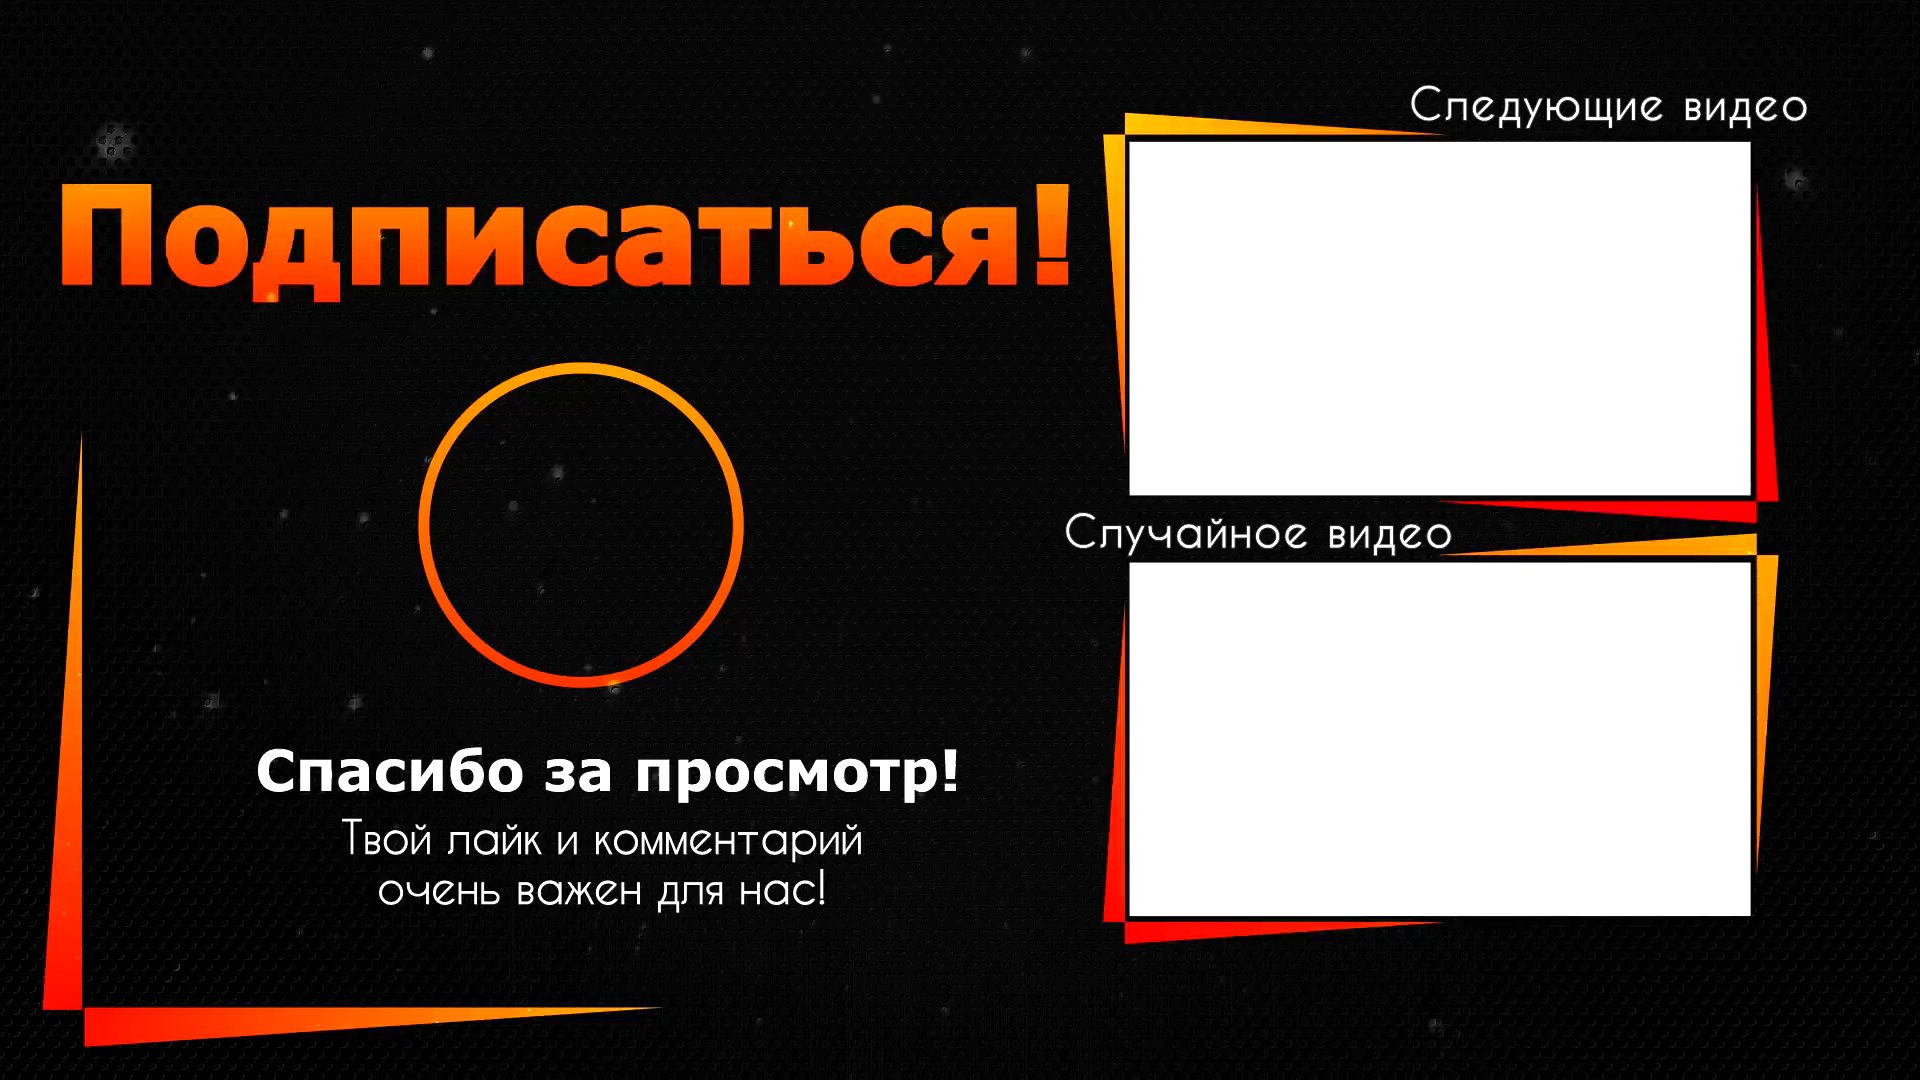 Следующие видео
Подписаться!
Случайное видео
Спасибо за просмотр!
Твой лайк и комментарий
очень важен для нас!